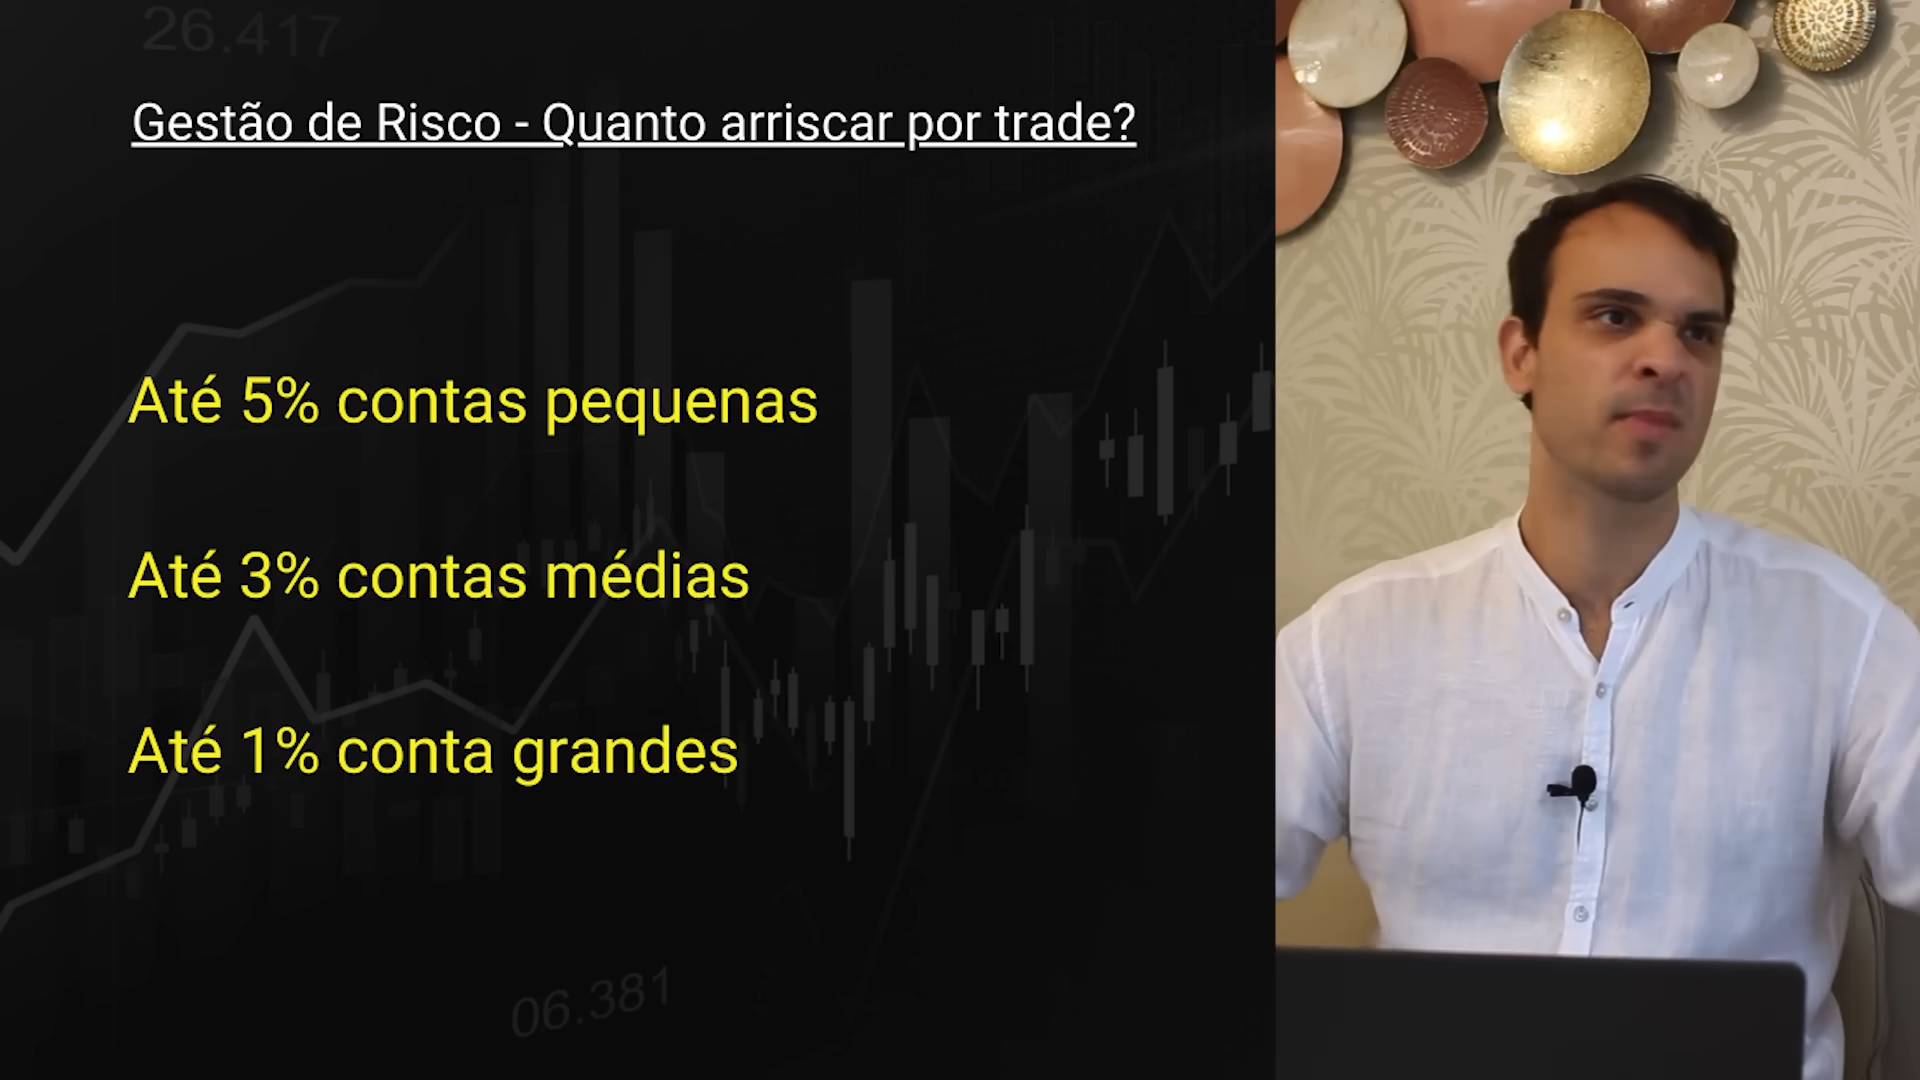 26.417
Gestão de Risco - Quanto arriscar por trade?
Até 5% contas pequenas
Até 3% contas médias
Até 1% conta grandes
06.381